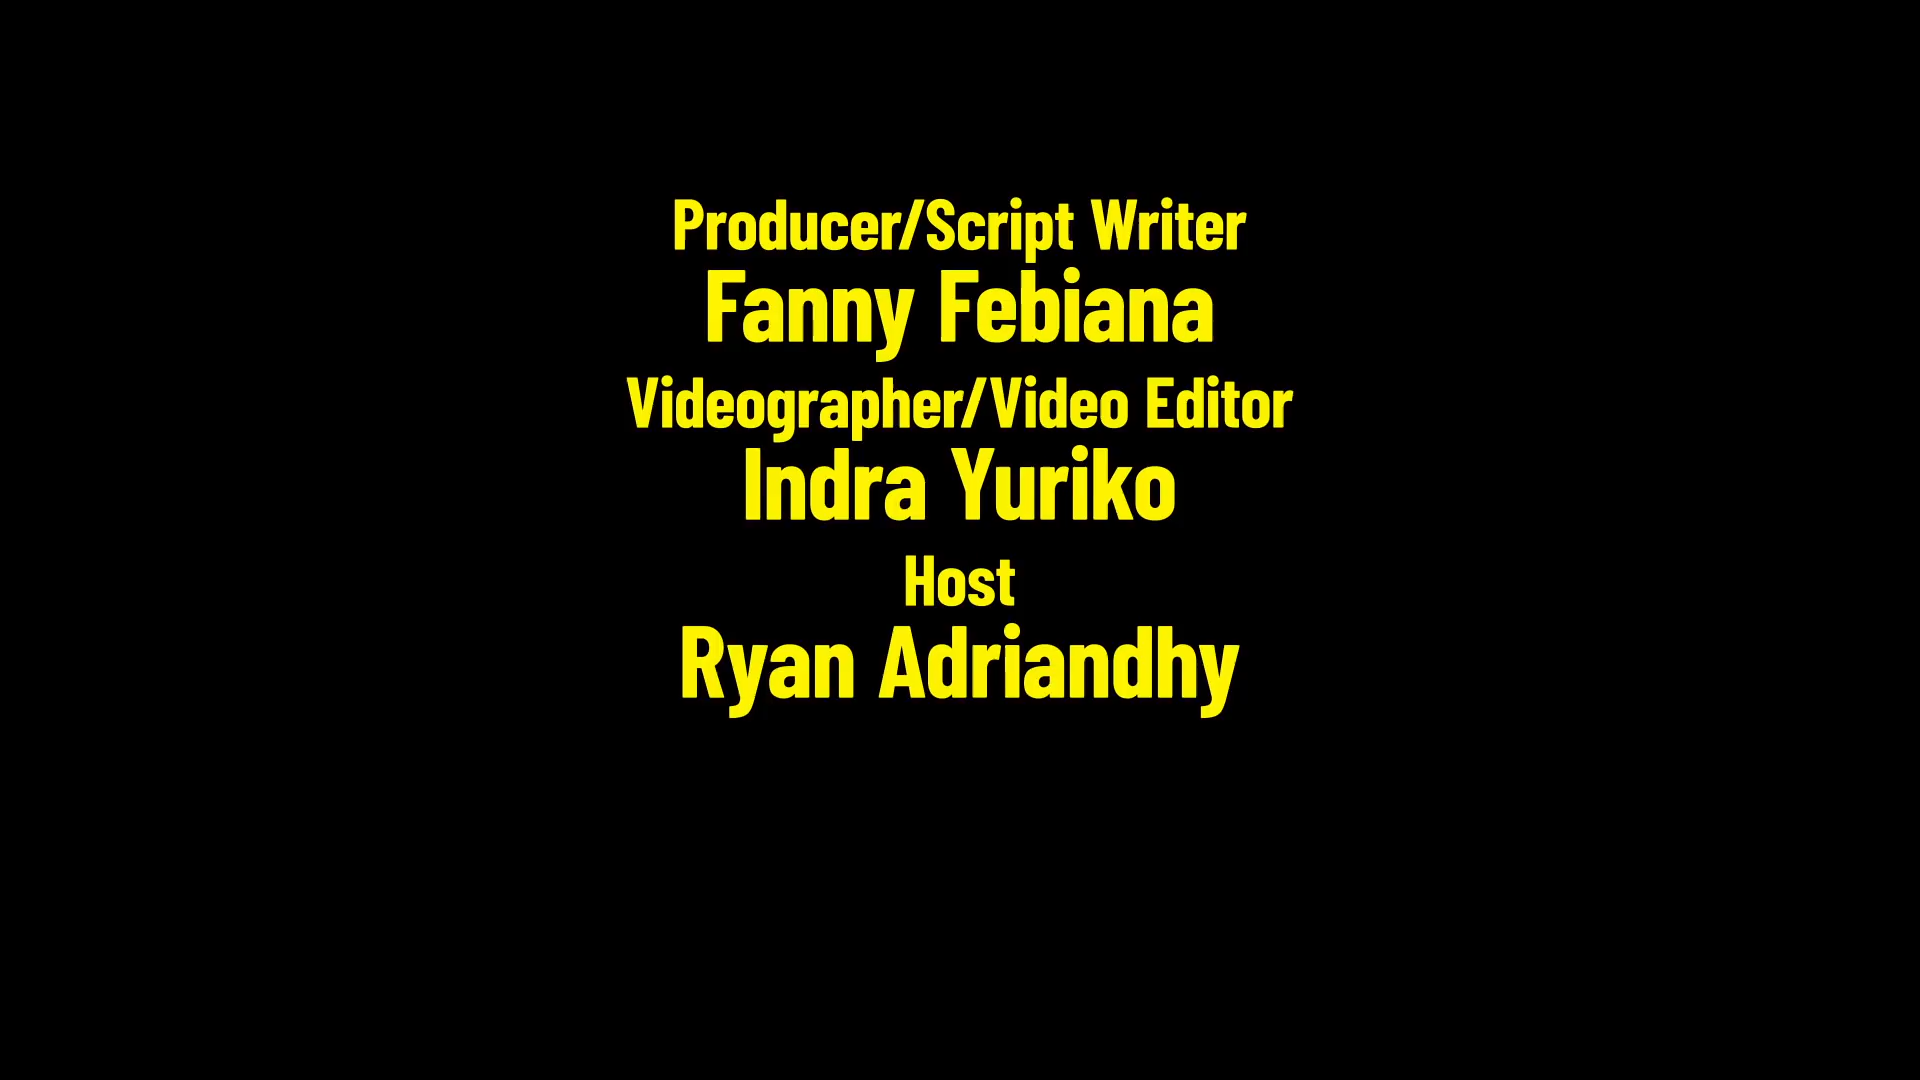 Producer/Script Writer
Fanny Febiana
Videographer/Video Editor
Indra Yuriko
Host
Ryan Adriandhy